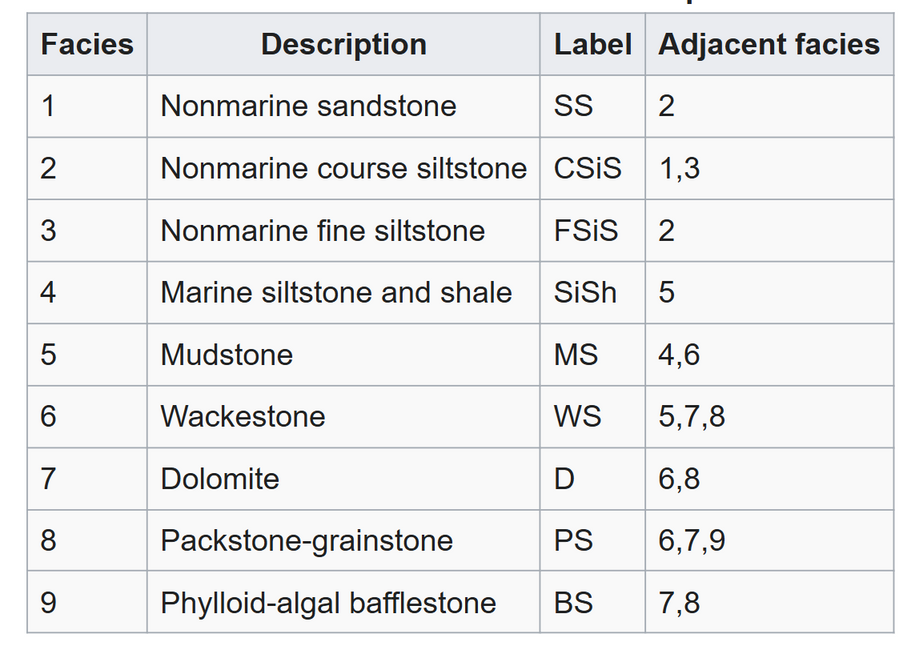 Facies Description Label Adjacent facies
1 Nonmarine sandstone SS 2
2 Nonmarine course siltstone CSiS 1,3
3 Nonmarine fine siltstone FSiS 2
4 Marine siltstone and shale SiSh 5
5 Mudstone MS 4,6
6 Wackestone WS 5,7,8
7 Dolomite D 6,8
8 Packstone-grainstone PS 6,7,9
9 Phylloid-algal bafflestone BS 7,8